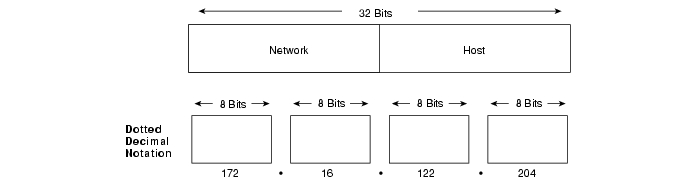 32 Bits
Network Host
8 Bits 8 Bits 8 Bits 8 Bits
Dotted
Decimal
Notation
172 • 16 • 122 • 204